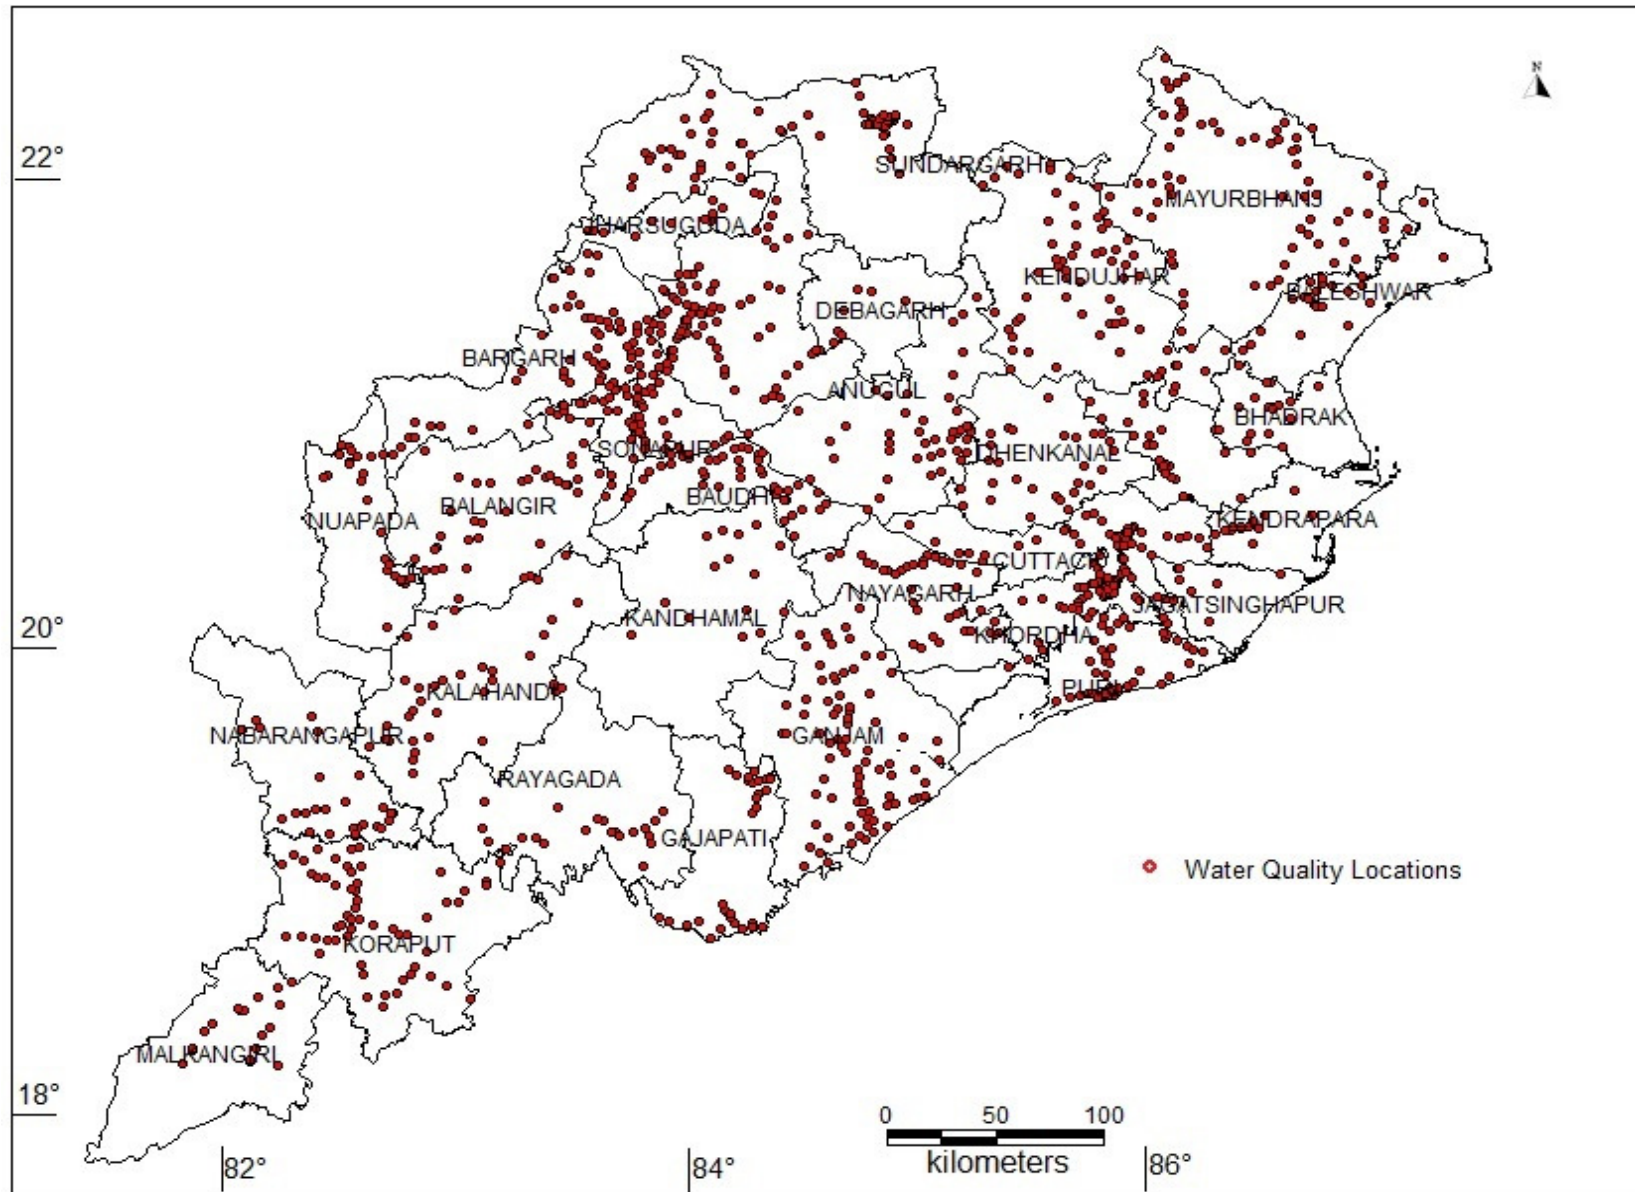 N
22°
SUNDARGARH
MAYURBHANJ
JHARSUGUDA
KENDUJHAR
BALESHWAR
DEBAGARH
BARGARH
ANUGUL
BHADRAK
SONAPUR
DHENKANAL
BAUDH
BALANGIR
NUAPADA
KENDRAPARA
CUTTACK
NAYAGARH
JAGATSINGHAPUR
20°
KANDHAMAL
KHORDHA
KALAHANDI
PURI
NABARANGAPUR
GANJAM
RAYAGADA
GAJAPATI
Water Quality Locations
KORAPUT
MALKANGIRI
18°
0 50 100
kilometers
82° 84° 86°